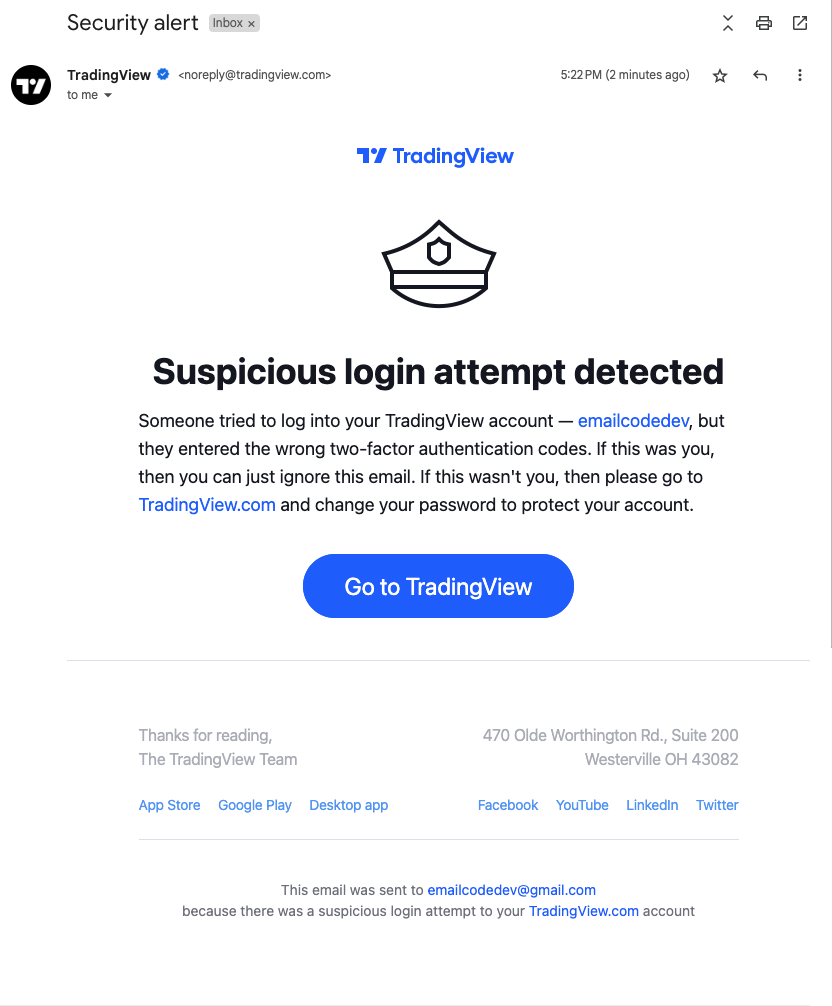 Security alert Inbox ×
TradingView <noreply@tradingview.com> 5:22 PM (2 minutes ago)
to me
TradingView
Suspicious login attempt detected
Someone tried to log into your TradingView account — emailcodedev, but
they entered the wrong two-factor authentication codes. If this was you,
then you can just ignore this email. If this wasn't you, then please go to
TradingView.com and change your password to protect your account.
Go to TradingView
Thanks for reading,
The TradingView Team
470 Olde Worthington Rd., Suite 200
Westerville OH 43082
App Store Google Play Desktop app
Facebook YouTube LinkedIn Twitter
This email was sent to emailcodedev@gmail.com
because there was a suspicious login attempt to your TradingView.com account